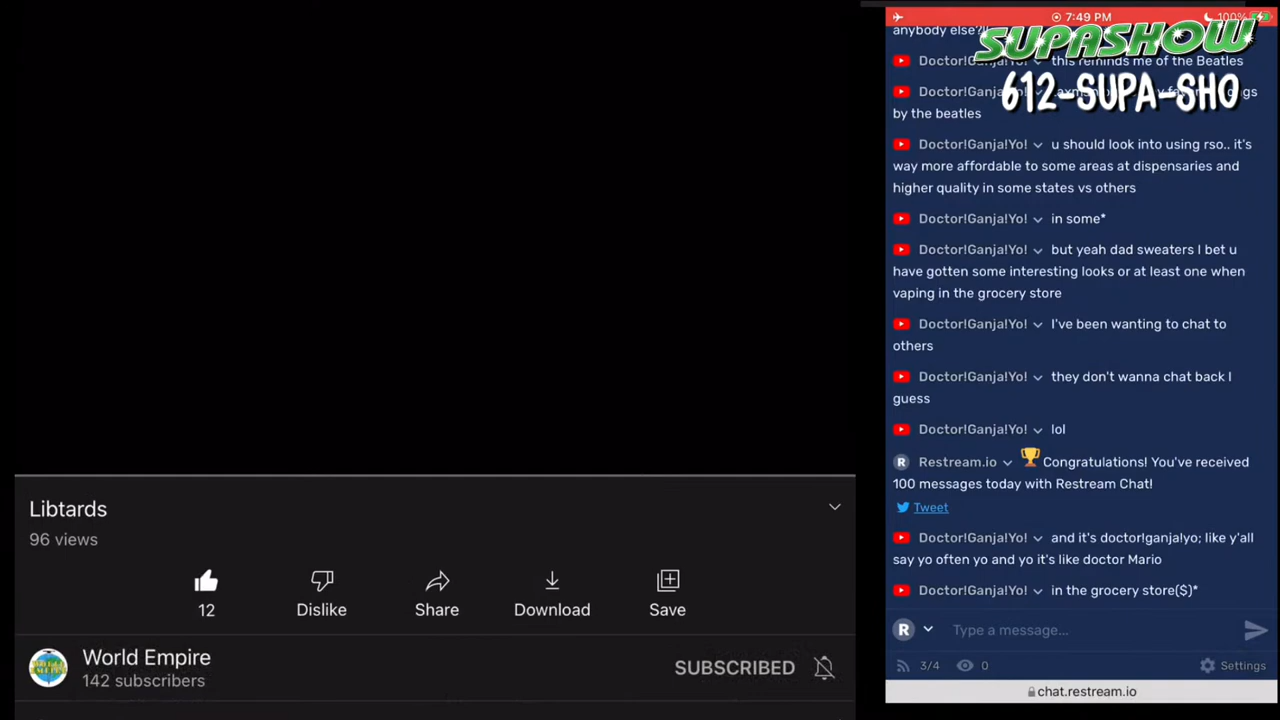 7:49 PM
100%
SUPASHOW
612-SUPA-SHO
anybody else?!!
Doctor!Ganja!Yo! this reminds me of the Beatles
Doctor!Ganja!Yo!
by the beatles
Doctor!Ganja!Yo! u should look into using rso.. it's
way more affordable to some areas at dispensaries and
higher quality in some states vs others
Doctor!Ganja!Yo! in some*
Doctor!Ganja!Yo! but yeah dad sweaters I bet u
have gotten some interesting looks or at least one when
vaping in the grocery store
Doctor!Ganja!Yo! I've been wanting to chat to
others
Doctor!Ganja!Yo! they don't wanna chat back I
guess
Doctor!Ganja!Yo! lol
R Restream.io 🏆 Congratulations! You've received
100 messages today with Restream Chat!
Tweet
Doctor!Ganja!Yo! and it's doctor!ganja!yo; like y'all
say yo often yo and yo it's like doctor Mario
Doctor!Ganja!Yo! in the grocery store($)*
R Type a message...
3/4 0 Settings
chat.restream.io
Libtards
96 views
12 Dislike Share Download Save
World Empire
142 subscribers
SUBSCRIBED